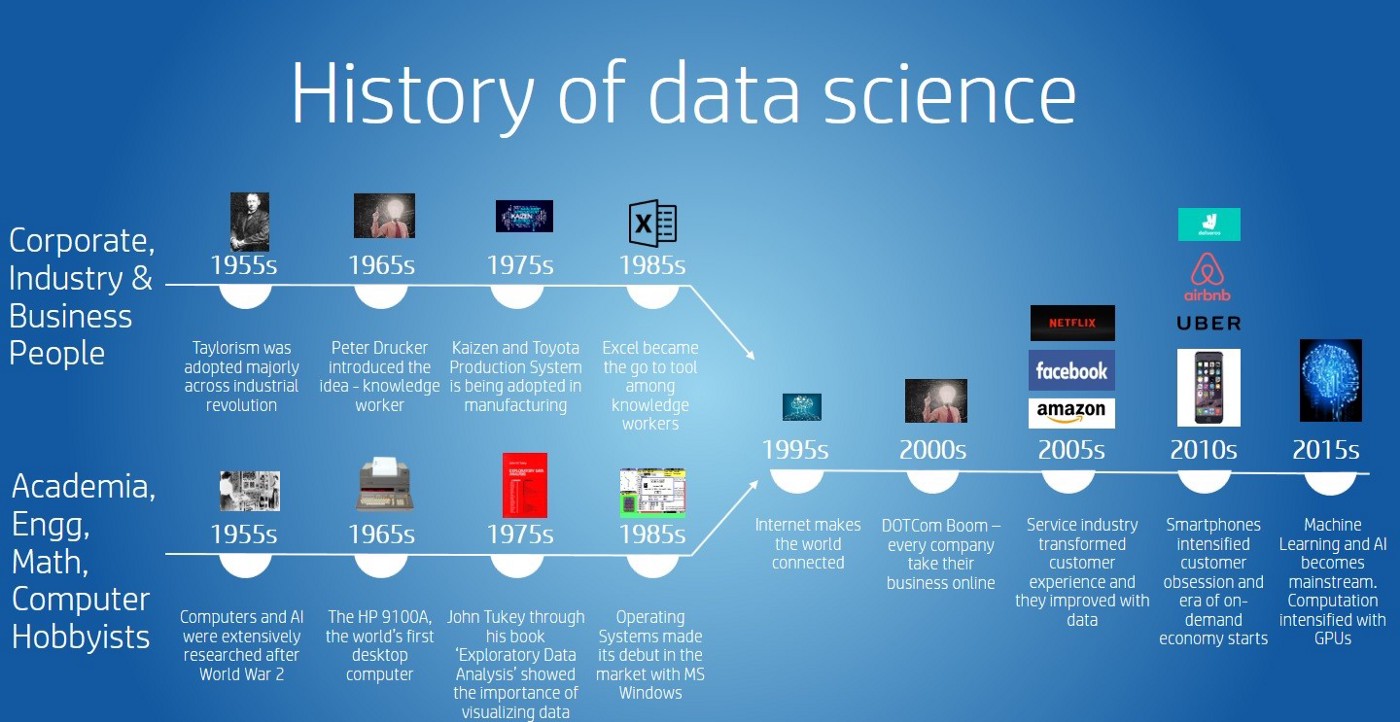 History of data science
Corporate,
Industry &
Business
People
1955s
Taylorism was
adopted majorly
across industrial
revolution
1965s
Peter Drucker
introduced the
idea - knowledge
worker
KAIZEN
1975s
Kaizen and Toyota
Production System
is being adopted in
manufacturing
X
1985s
Excel became
the go to tool
among
knowledge
workers
Academia,
Engg,
Math,
Computer
Hobbyists
1955s
Computers and AI
were extensively
researched after
World War 2
1965s
The HP 9100A,
the world's first
desktop
computer
EXPLORATORY DATA
ANALYSIS
1975s
John Tukey through
his book
‘Exploratory Data
Analysis’ showed
the importance of
visualizing data
1985s
Operating
Systems made
its debut in the
market with MS
Windows
1995s
Internet makes
the world
connected
2000s
DOTCom Boom –
every company
take their
business online
NETFLIX
facebook
amazon
2005s
Service industry
transformed
customer
experience and
they improved with
data
deliveroo
airbnb
UBER
2010s
Smartphones
intensified
customer
obsession and
era of on-
demand
economy starts
2015s
Machine
Learning and AI
becomes
mainstream.
Computation
intensified with
GPUs